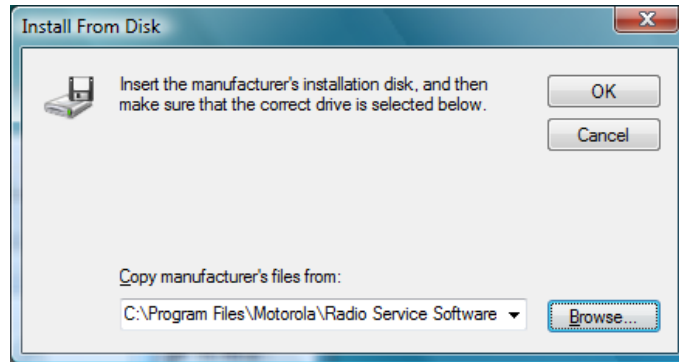 Install From Disk
Insert the manufacturer's installation disk, and then
make sure that the correct drive is selected below.
OK
Cancel
Copy manufacturer's files from:
C:\Program Files\Motorola\Radio Service Software
Browse...